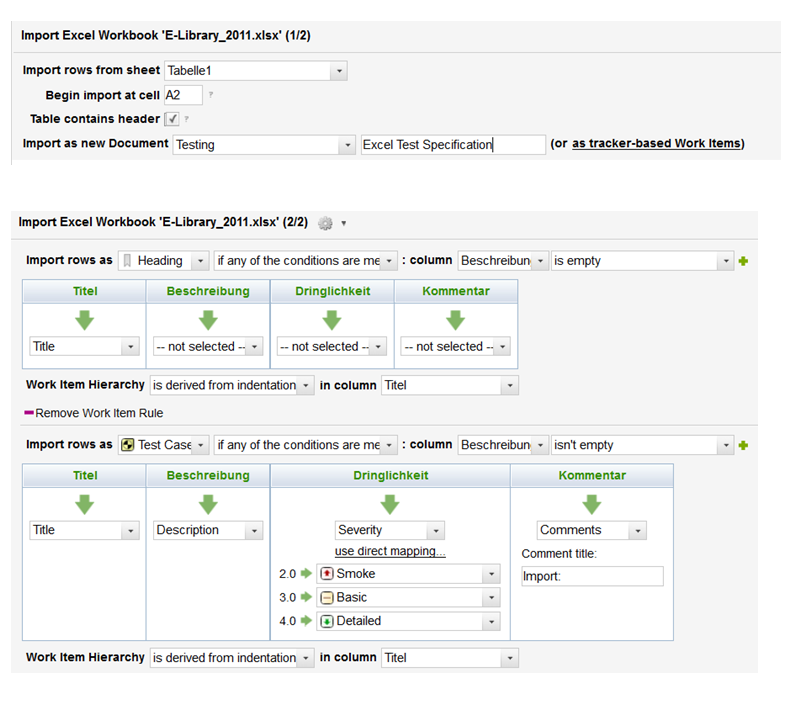 Import Excel Workbook 'E-Library_2011.xlsx' (1/2)
Import rows from sheet Tabelle1
Begin import at cell A2 ?
Table contains header ?
Import as new Document Testing Excel Test Specification (or as tracker-based Work Items)
Import Excel Workbook 'E-Library_2011.xlsx' (2/2)
Import rows as Heading if any of the conditions are me : column Beschreibun is empty
Titel Beschreibung Dringlichkeit Kommentar
Title -- not selected -- -- not selected -- -- not selected --
Work Item Hierarchy is derived from indentation in column Titel
Remove Work Item Rule
Import rows as Test Case if any of the conditions are me : column Beschreibun isn't empty
Titel Beschreibung Dringlichkeit Kommentar
Title Description Severity Comments
use direct mapping... Comment title:
2.0 Smoke Import:
3.0 Basic
4.0 Detailed
Work Item Hierarchy is derived from indentation in column Titel